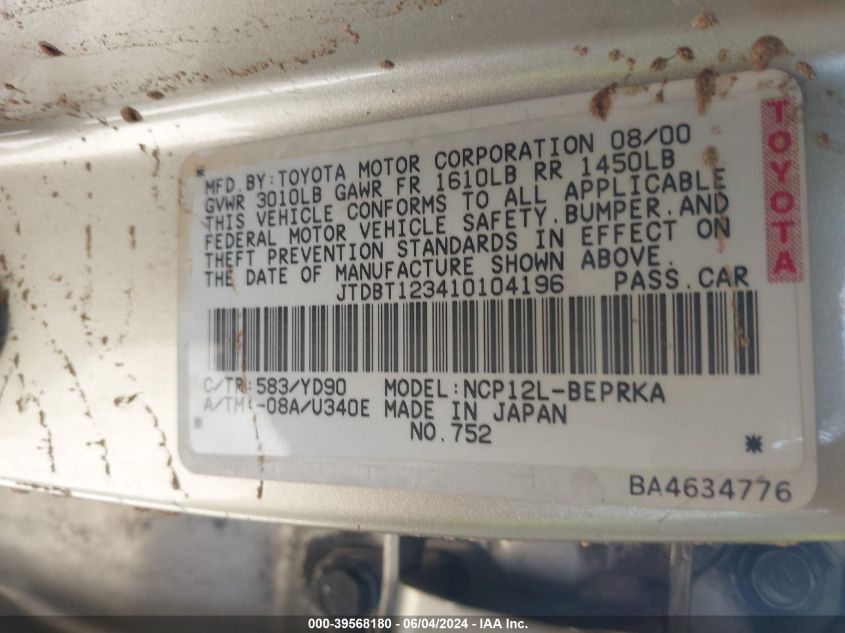 MFD.BY:TOYOTA MOTOR CORPORATION 08/00
GVWR 3010LB GAWR FR 1610LB RR 1450LB
THIS VEHICLE CONFORMS TO ALL APPLICABLE
FEDERAL MOTOR VEHICLE SAFETY,BUMPER,AND
THEFT PREVENTION STANDARDS IN EFFECT ON
THE DATE OF MANUFACTURE SHOWN ABOVE.
JTDBT123410104196 PASS.CAR
C/TR:583/YD90 MODEL:NCP12L-BEPRKA
A/TM:-08A/U340E MADE IN JAPAN
NO.752
BA4634776
TOYOTA
000-39568180 - 06/04/2024 - IAA Inc.